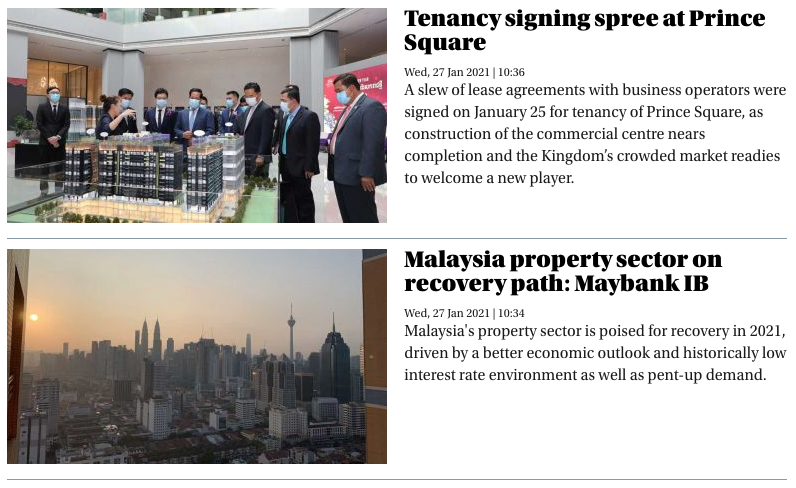 Tenancy signing spree at Prince
Square
Wed, 27 Jan 2021 | 10:36
A slew of lease agreements with business operators were
signed on January 25 for tenancy of Prince Square, as
construction of the commercial centre nears
completion and the Kingdom’s crowded market readies
to welcome a new player.
Malaysia property sector on
recovery path: Maybank IB
Wed, 27 Jan 2021 | 10:34
Malaysia's property sector is poised for recovery in 2021,
driven by a better economic outlook and historically low
interest rate environment as well as pent-up demand.